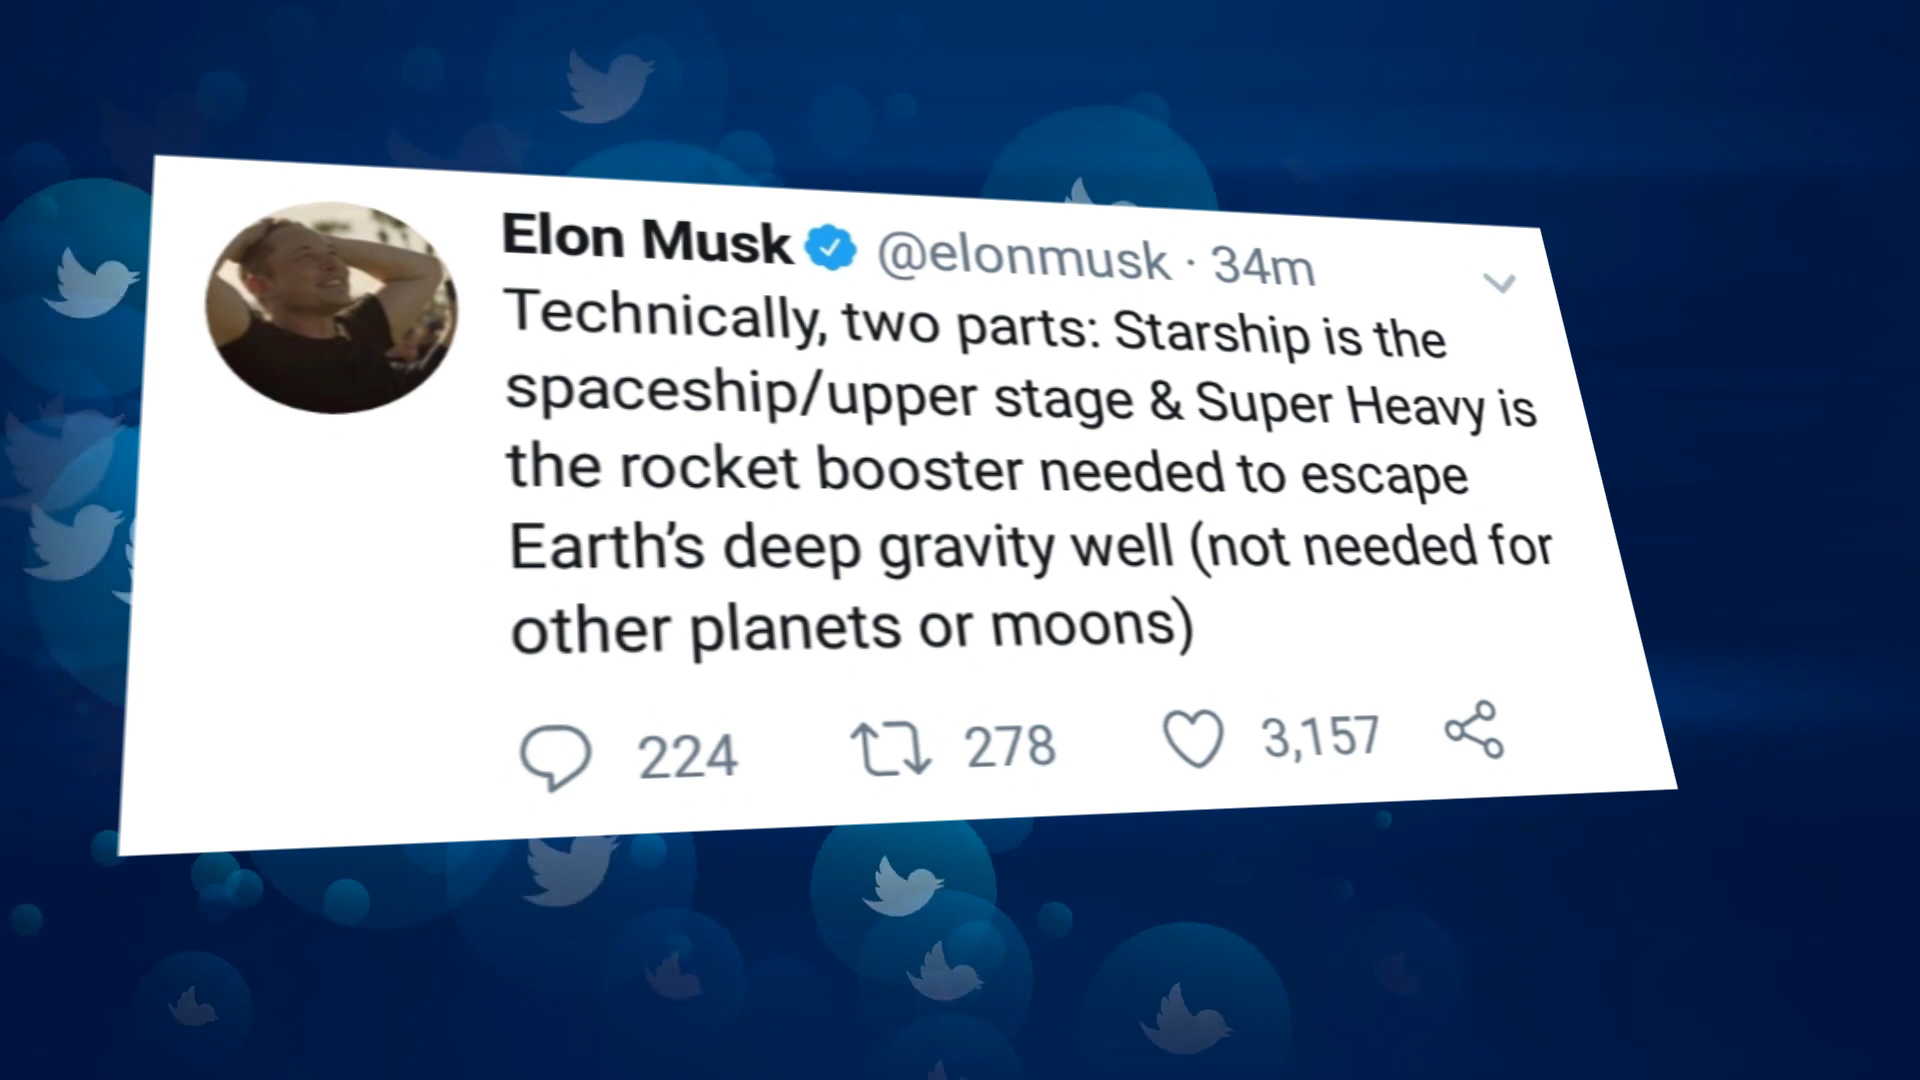 Elon Musk @elonmusk · 34m
Technically, two parts: Starship is the
spaceship/upper stage & Super Heavy is
the rocket booster needed to escape
Earth’s deep gravity well (not needed for
other planets or moons)
224 278 3,157